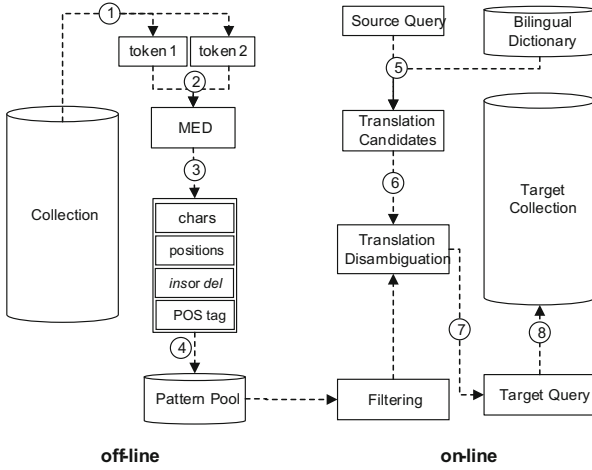 1
token 1
token 2
2
MED
3
Collection
chars
positions
insor del
POS tag
4
Pattern Pool
off-line
Source Query
Bilingual
Dictionary
5
Translation
Candidates
6
Translation
Disambiguation
Target
Collection
7
8
Filtering
Target Query
on-line